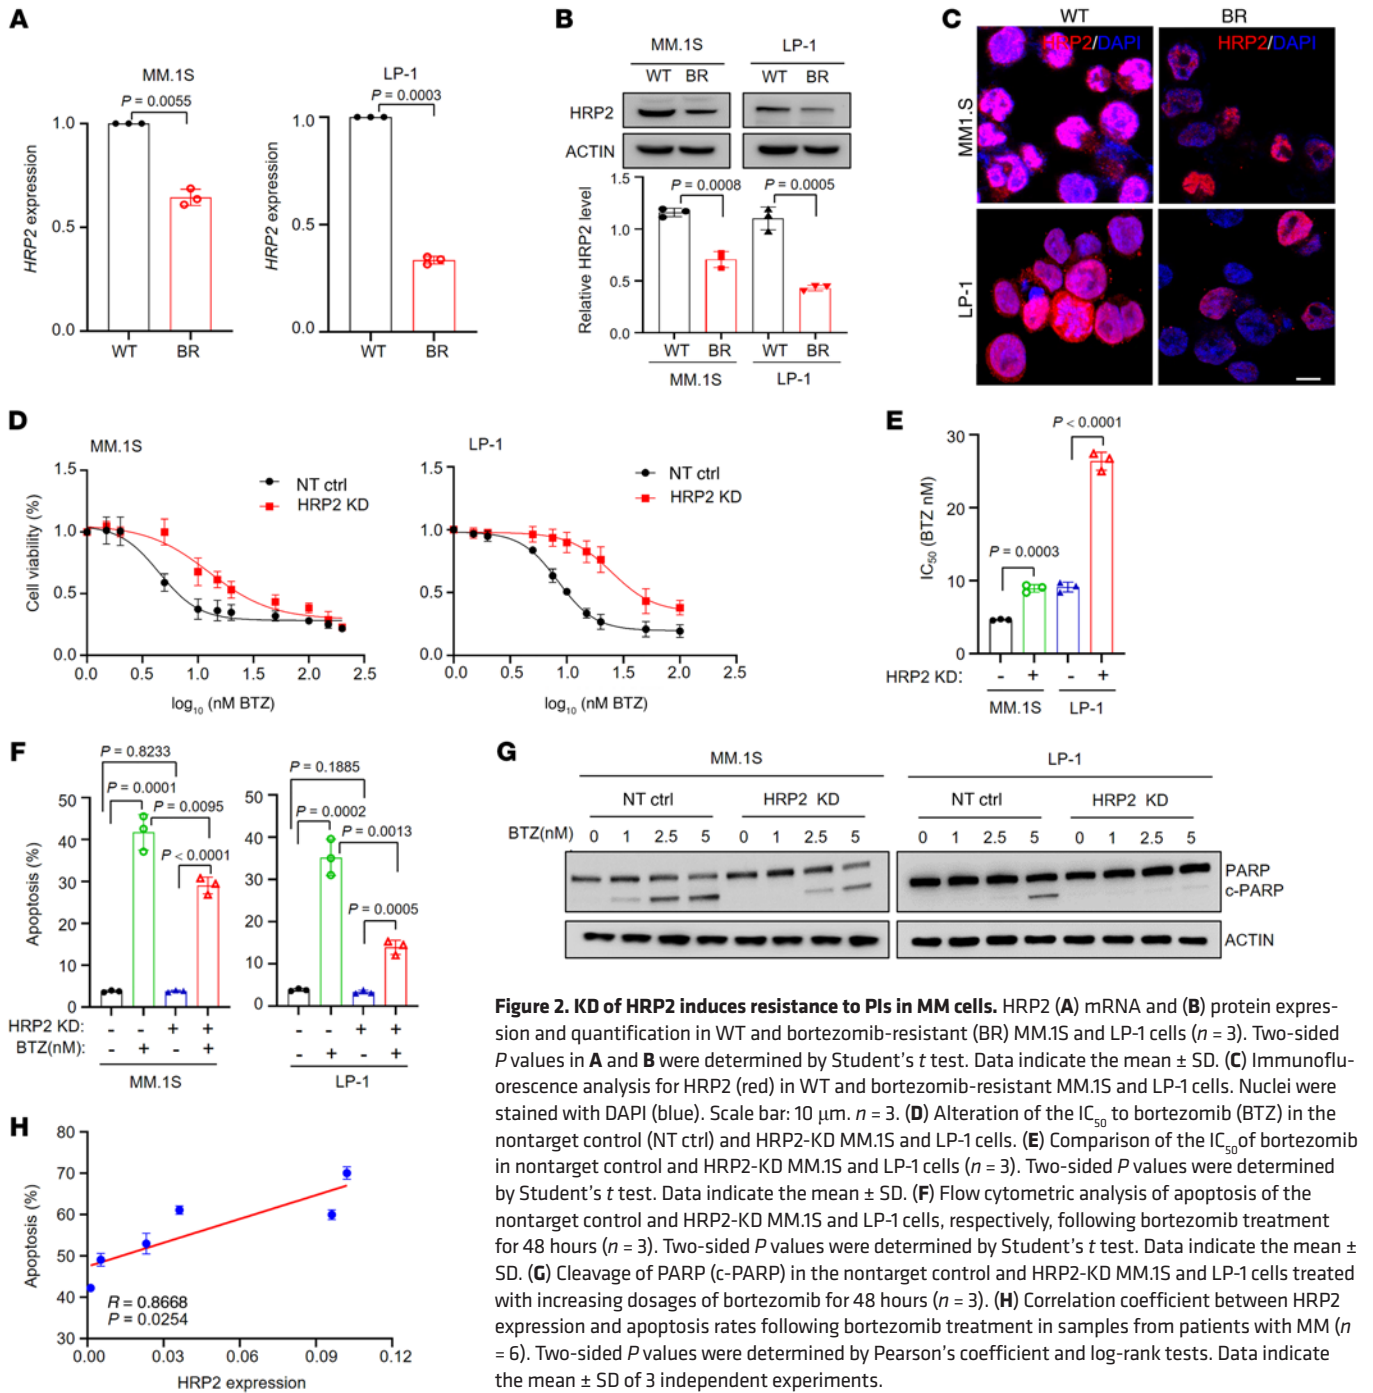 A
MM.1S
P = 0.0055
HRP2 expression
1.0
0.5
0.0
WT
BR
LP-1
P = 0.0003
HRP2 expression
1.0
0.5
0.0
WT
BR
B
MM.1S
LP-1
WT BR
WT BR
HRP2
ACTIN
Relative HRP2 level
1.5
1.0
0.5
0.0
P = 0.0008
P = 0.0005
WT BR WT BR
MM.1S
LP-1
C
WT
BR
HRP2/DAPI
HRP2/DAPI
MM1.S
LP-1
D
MM.1S
Cell viability (%)
1.5
1.0
0.5
0.0
NT ctrl
HRP2 KD
0.0 0.5 1.0 1.5 2.0 2.5
log10 (nM BTZ)
LP-1
1.5
1.0
0.5
0.0
NT ctrl
HRP2 KD
0.0 0.5 1.0 1.5 2.0 2.5
log10 (nM BTZ)
E
IC50 (BTZ nM)
30
20
10
0
P < 0.0001
P = 0.0003
HRP2 KD: - + - +
MM.1S LP-1
F
P = 0.8233
P = 0.0001
P = 0.0095
P < 0.0001
Apoptosis (%)
50
40
30
20
10
0
P = 0.1885
P = 0.0002
P = 0.0013
P = 0.0005
50
40
30
20
10
0
HRP2 KD: - - + + - - + +
BTZ(nM): - + - + - + - +
MM.1S
LP-1
G
MM.1S
LP-1
NT ctrl
HRP2 KD
NT ctrl
HRP2 KD
BTZ(nM) 0 1 2.5 5 0 1 2.5 5 0 1 2.5 5 0 1 2.5 5
PARP
c-PARP
ACTIN
H
Apoptosis (%)
80
70
60
50
40
30
R = 0.8668
P = 0.0254
0.00 0.03 0.06 0.09 0.12
HRP2 expression
Figure 2. KD of HRP2 induces resistance to PIs in MM cells. HRP2 (A) mRNA and (B) protein expres-
sion and quantification in WT and bortezomib-resistant (BR) MM.1S and LP-1 cells (n = 3). Two-sided
P values in A and B were determined by Student's t test. Data indicate the mean ± SD. (C) Immunoflu-
orescence analysis for HRP2 (red) in WT and bortezomib-resistant MM.1S and LP-1 cells. Nuclei were
stained with DAPI (blue). Scale bar: 10 μm. n = 3. (D) Alteration of the IC50 to bortezomib (BTZ) in the
nontarget control (NT ctrl) and HRP2-KD MM.1S and LP-1 cells. (E) Comparison of the IC50of bortezomib
in nontarget control and HRP2-KD MM.1S and LP-1 cells (n = 3). Two-sided P values were determined
by Student's t test. Data indicate the mean ± SD. (F) Flow cytometric analysis of apoptosis of the
nontarget control and HRP2-KD MM.1S and LP-1 cells, respectively, following bortezomib treatment
for 48 hours (n = 3). Two-sided P values were determined by Student's t test. Data indicate the mean ±
SD. (G) Cleavage of PARP (c-PARP) in the nontarget control and HRP2-KD MM.1S and LP-1 cells treated
with increasing dosages of bortezomib for 48 hours (n = 3). (H) Correlation coefficient between HRP2
expression and apoptosis rates following bortezomib treatment in samples from patients with MM (n
= 6). Two-sided P values were determined by Pearson's coefficient and log-rank tests. Data indicate
the mean ± SD of 3 independent experiments.